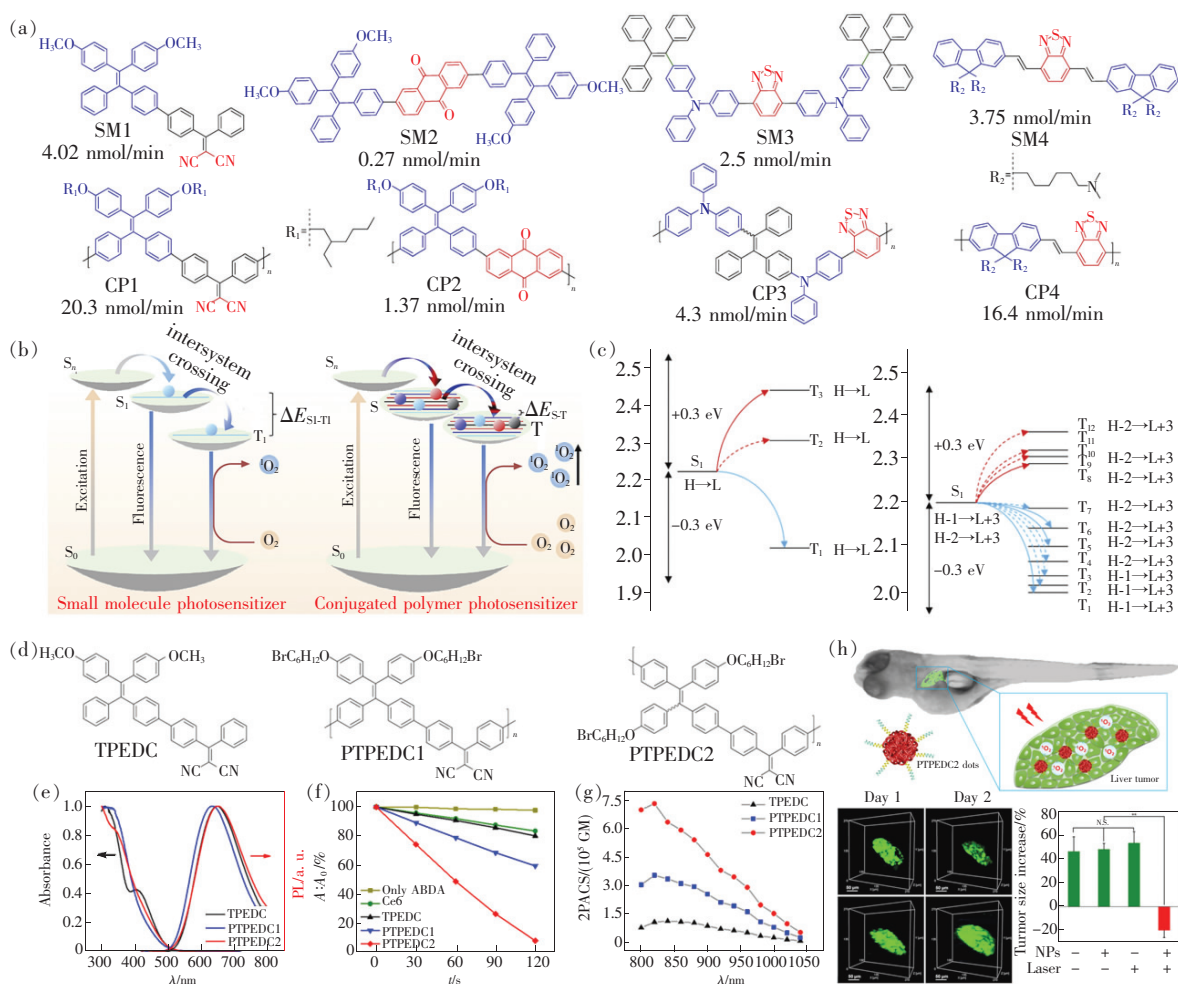 (a)
OCH₃
H₃CO
SM1
4.02 nmol/min
NC CN
OCH₃
O
H₃CO
OCH₃
O
H₃CO
SM2
0.27 nmol/min
S
N N
N N
SM3
2.5 nmol/min
S
N N
R₂ R₂
R₂ R₂
3.75 nmol/min
SM4
R₂=
N
R₁O OR₁
n
CP1
20.3 nmol/min
NC CN
R₁=
R₁O OR₁
O
O
n
CP2
1.37 nmol/min
N
N-S-N
n
N
CP3
4.3 nmol/min
S
N N
n
R₂ R₂
CP4
16.4 nmol/min
(b)
intersystem
crossing
Sₙ
S₁
T₁
ΔE_S1-T1
¹O₂
O₂
S₀
Excitation
Fluorescence
Small molecule photosensitizer
intersystem
crossing
Sₙ
S
T
ΔE_S-T
¹O₂ ¹O₂
¹O₂
O₂
O₂ O₂
S₀
Excitation
Fluorescence
Conjugated polymer photosensitizer
(c)
2.5
2.4
2.3
2.2
2.1
2.0
1.9
+0.3 eV
−0.3 eV
S₁
H→L
T₃ H→L
T₂ H→L
T₁ H→L
2.5
2.4
2.3
2.2
2.1
2.0
+0.3 eV
−0.3 eV
S₁
H-1→L+3
H-2→L+3
T₁₂ H-2→L+3
T₁₁
T₁₀ H-2→L+3
T₉ H-2→L+3
T₈ H-2→L+3
T₇ H-2→L+3
T₆ H-2→L+3
T₅ H-2→L+3
T₄ H-2→L+3
T₃ H-1→L+3
T₂ H-1→L+3
T₁ H-1→L+3
(d)
H₃CO OCH₃
TPEDC
NC CN
BrC₆H₁₂O OC₆H₁₂Br
n
PTPEDC1
NC CN
OC₆H₁₂Br
BrC₆H₁₂O
n
PTPEDC2
NC CN
(e)
Absorbance
PL/a. u.
1.0
0.8
0.6
0.4
0.2
0
TPEDC
PTPEDC1
PTPEDC2
300 400 500 600 700 800
λ/nm
(f)
A:A₀/%
100
80
60
40
20
0
Only ABDA
Ce6
TPEDC
PTPEDC1
PTPEDC2
0 30 60 90 120
t/s
(g)
2PACS/(10⁵ GM)
7.5
6.0
4.5
3.0
1.5
0
TPEDC
PTPEDC1
PTPEDC2
800 850 900 950 1000 1050
λ/nm
(h)
PTPEDC2 dots
¹O₂
Liver tumor
Day 1 Day 2
Turmor size increase/%
60
40
20
0
−20
N.S.
**
NPs − + − +
Laser − − + +